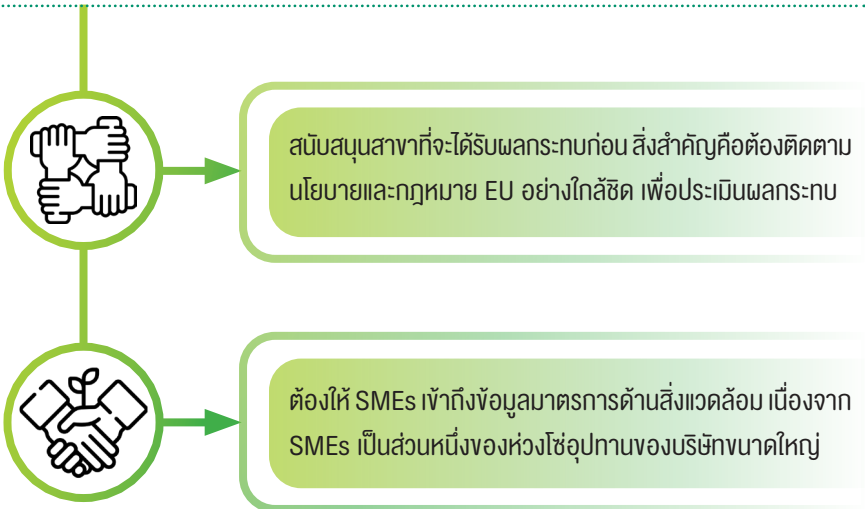 สนับสนุนสาขาที่จะได้รับผลกระทบก่อน สิ่งสำคัญคือต้องติดตาม
นโยบายและกฎหมาย EU อย่างใกล้ชิด เพื่อประเมินผลกระทบ
ต้องให้ SMEs เข้าถึงข้อมูลมาตรการด้านสิ่งแวดล้อม เนื่องจาก
SMEs เป็นส่วนหนึ่งของห่วงโซ่อุปทานของบริษัทขนาดใหญ่